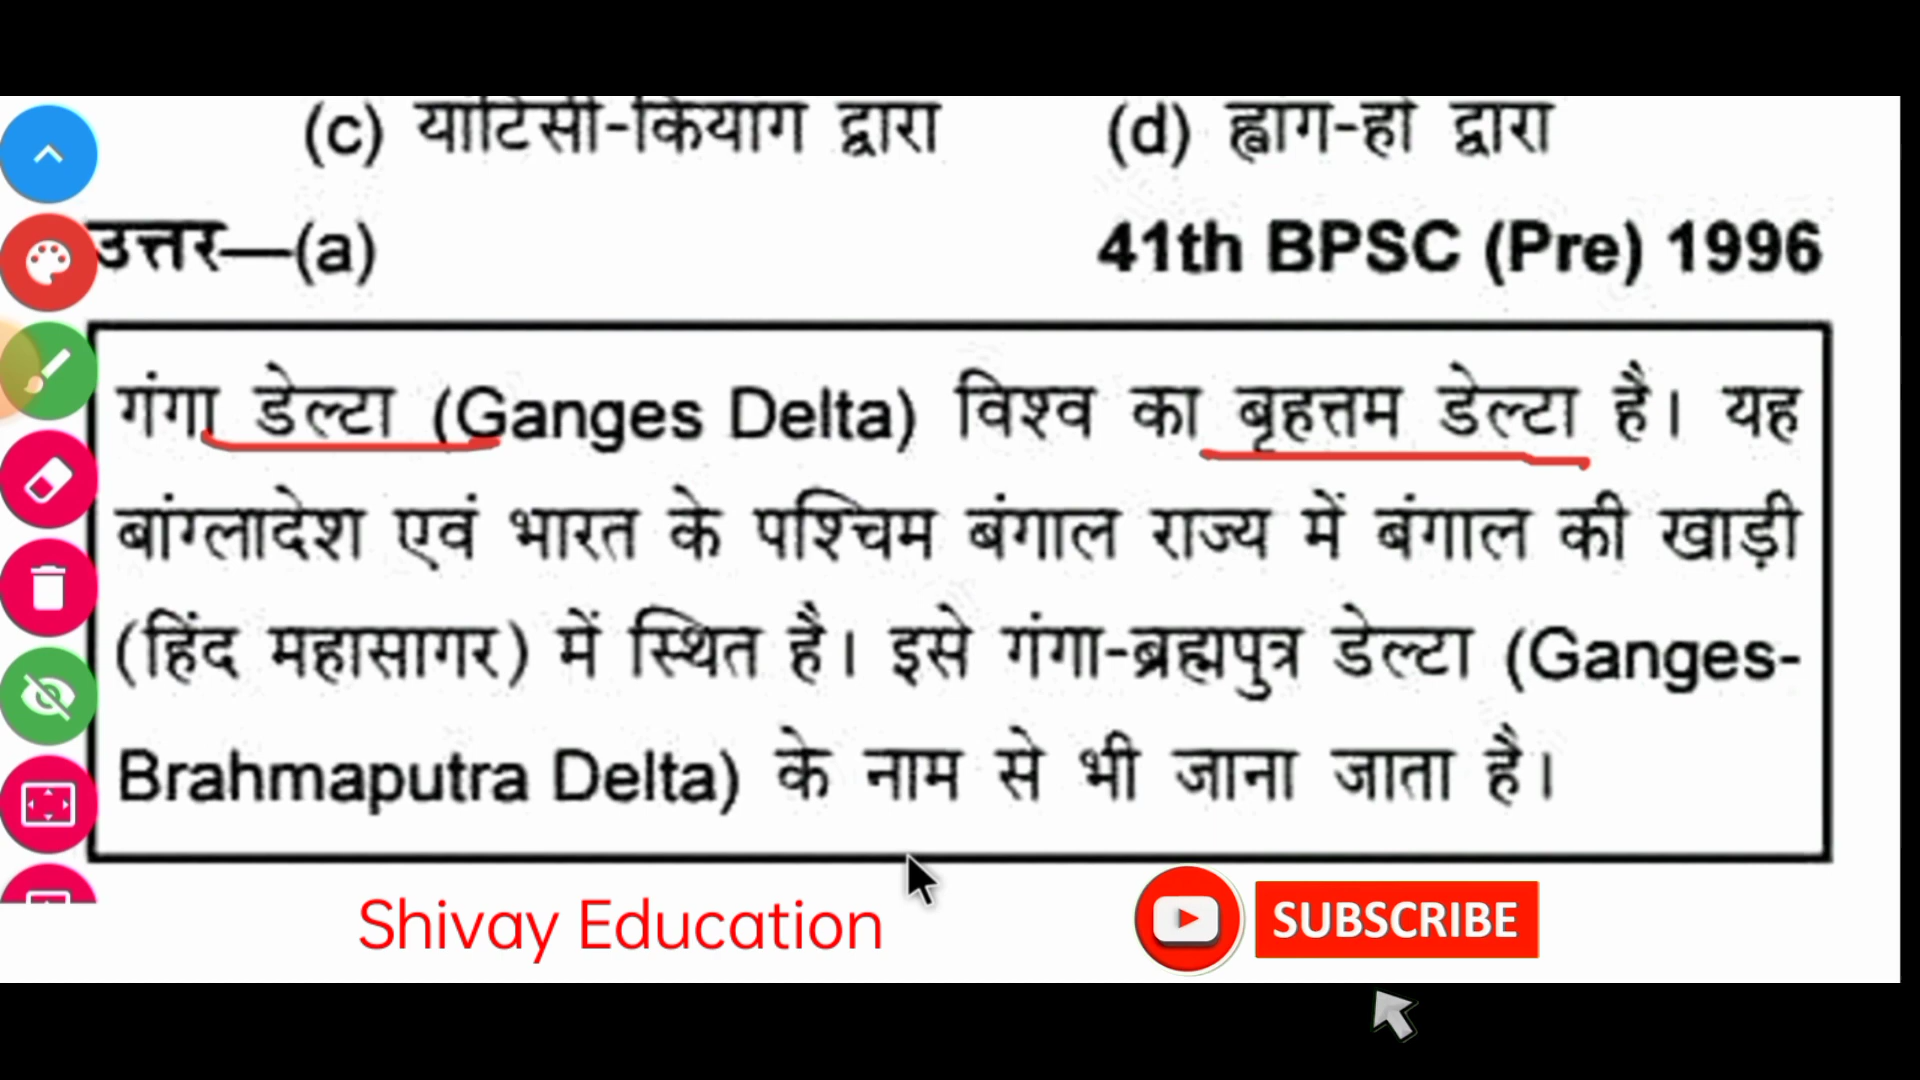 (c) यांटिसी-कियांग द्वारा (d) ह्वांग-हो द्वारा
उत्तर—(a) 41th BPSC (Pre) 1996
गंगा डेल्टा (Ganges Delta) विश्व का बृहत्तम डेल्टा है। यह
बांग्लादेश एवं भारत के पश्चिम बंगाल राज्य में बंगाल की खाड़ी
(हिंद महासागर) में स्थित है। इसे गंगा-ब्रह्मपुत्र डेल्टा (Ganges-
Brahmaputra Delta) के नाम से भी जाना जाता है।
Shivay Education SUBSCRIBE